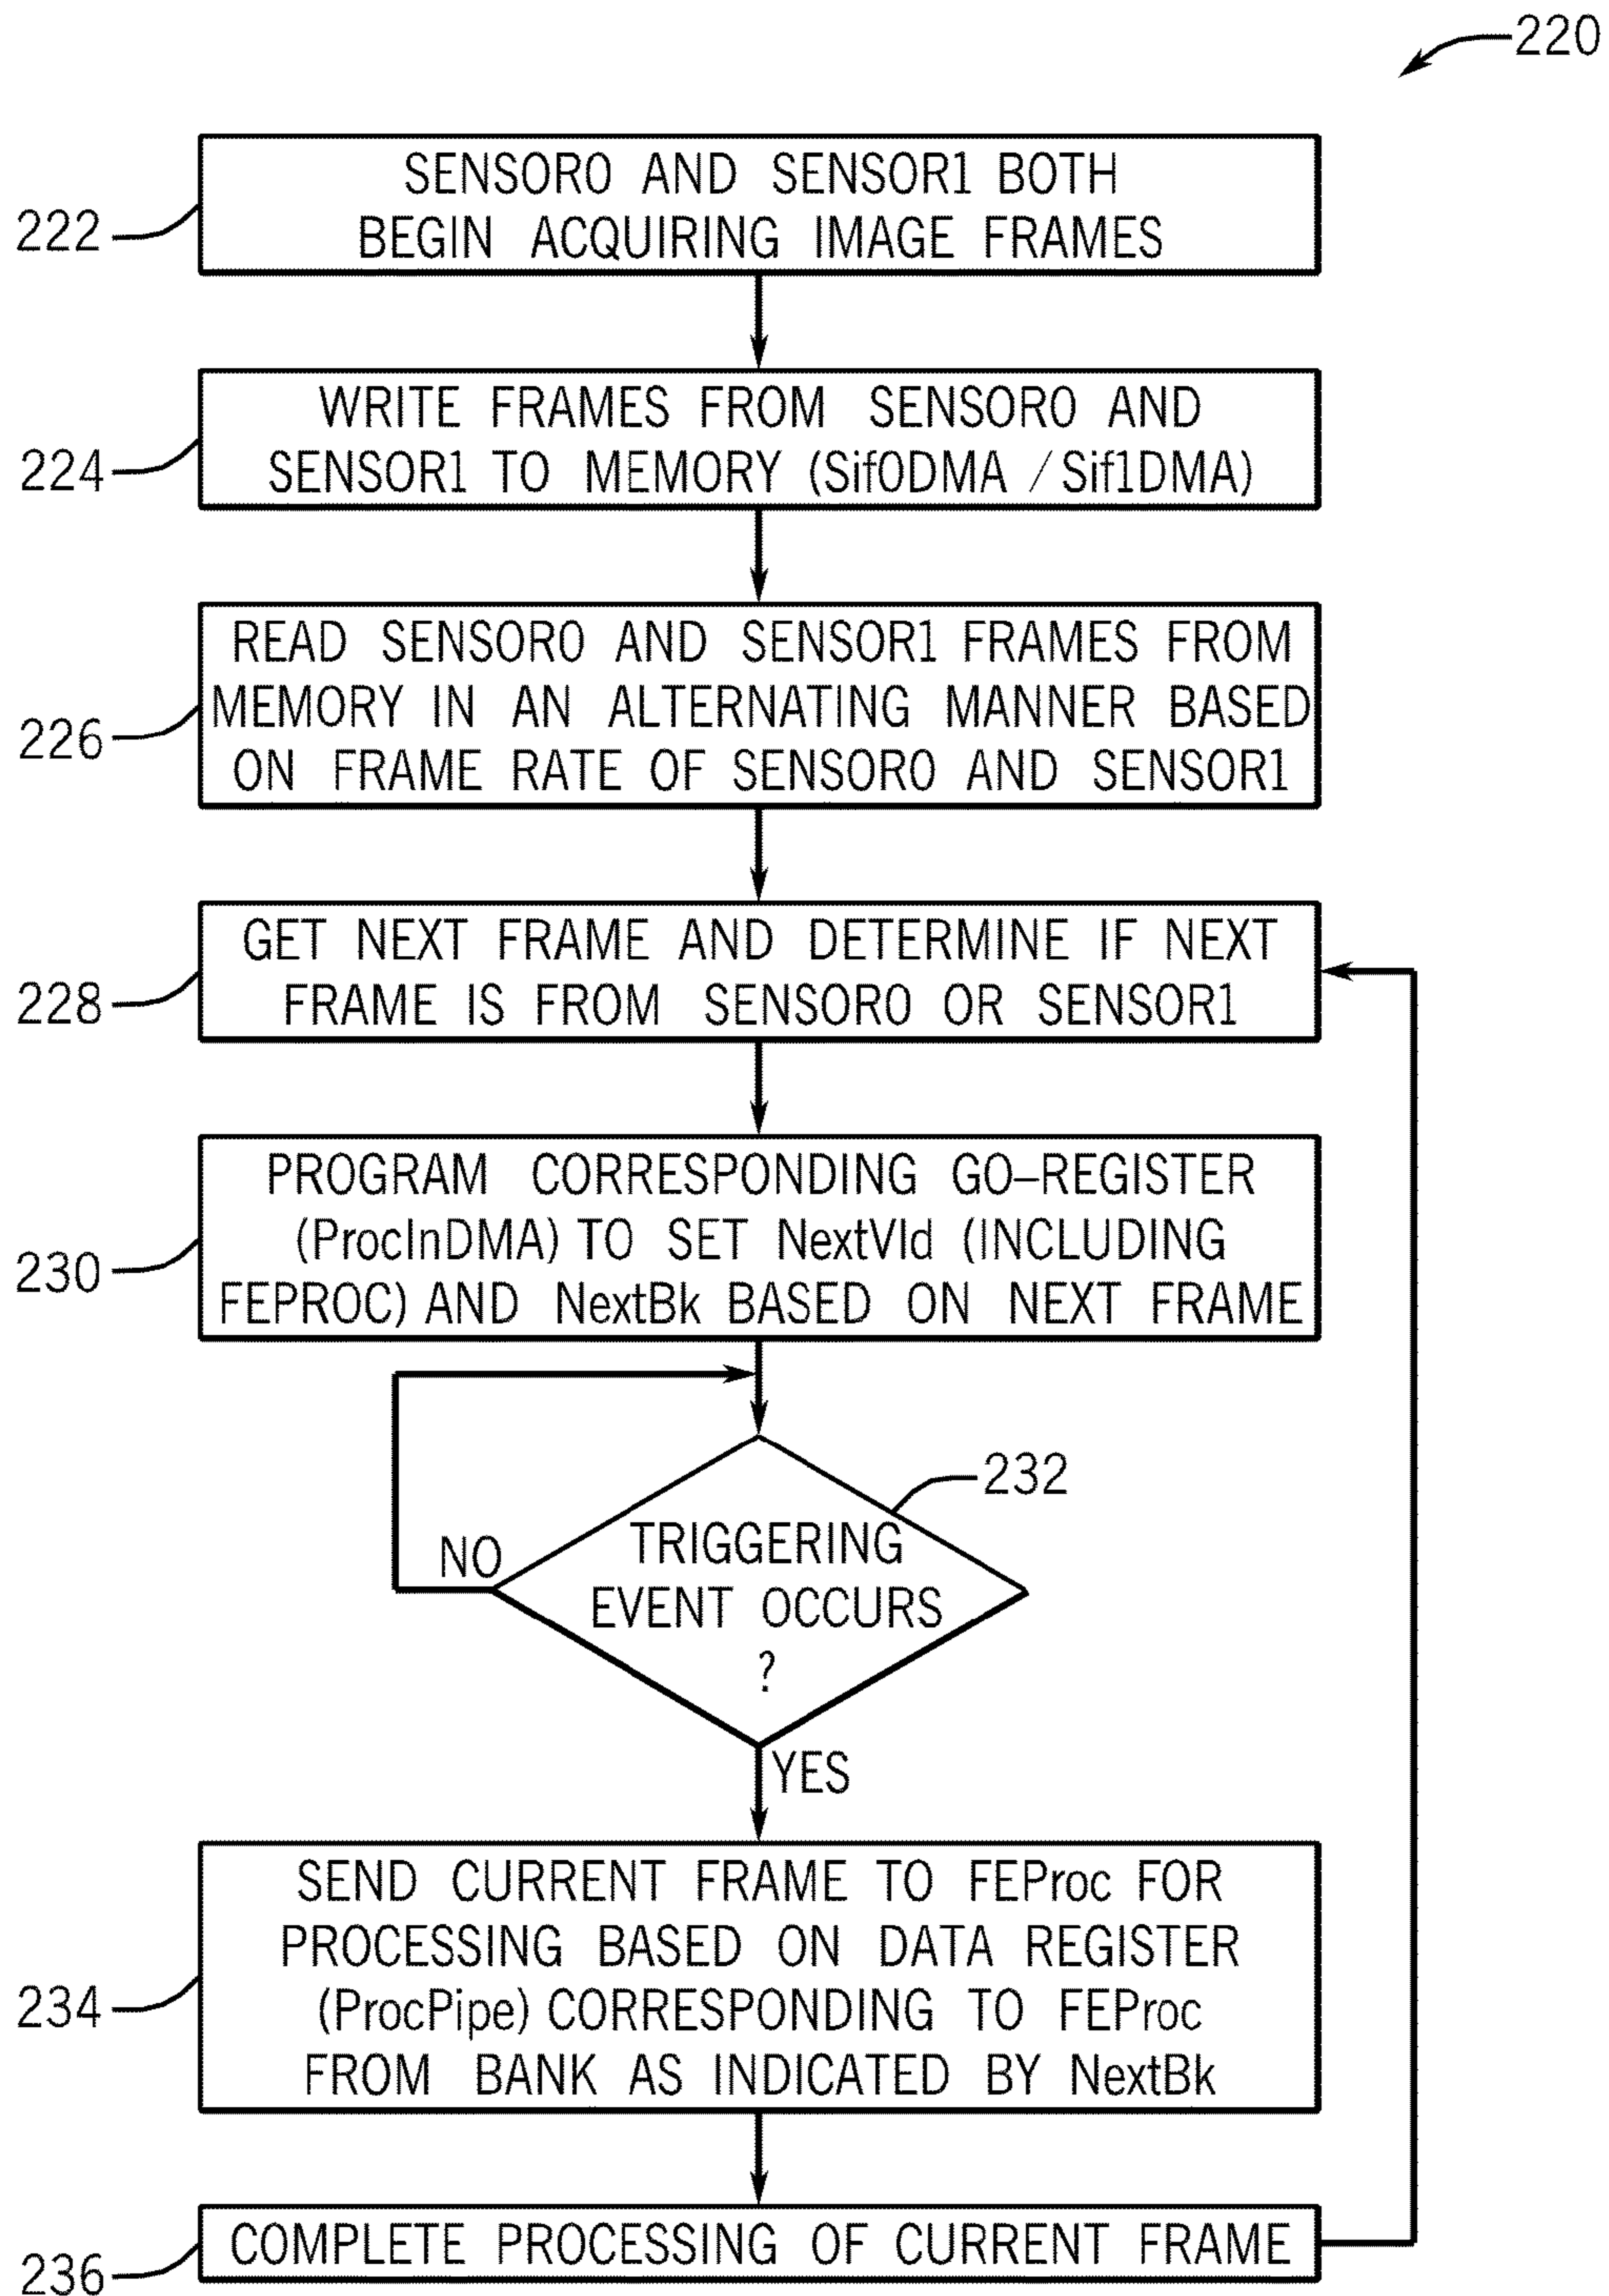 220
SENSOR0 AND SENSOR1 BOTH
BEGIN ACQUIRING IMAGE FRAMES
222
WRITE FRAMES FROM SENSOR0 AND
SENSOR1 TO MEMORY (Sif0DMA / Sif1DMA)
224
READ SENSOR0 AND SENSOR1 FRAMES FROM
MEMORY IN AN ALTERNATING MANNER BASED
ON FRAME RATE OF SENSOR0 AND SENSOR1
226
GET NEXT FRAME AND DETERMINE IF NEXT
FRAME IS FROM SENSOR0 OR SENSOR1
228
PROGRAM CORRESPONDING GO–REGISTER
(ProcInDMA) TO SET NextVld (INCLUDING
FEPROC) AND NextBk BASED ON NEXT FRAME
230
232
TRIGGERING
EVENT OCCURS
?
NO
YES
SEND CURRENT FRAME TO FEProc FOR
PROCESSING BASED ON DATA REGISTER
(ProcPipe) CORRESPONDING TO FEProc
FROM BANK AS INDICATED BY NextBk
234
COMPLETE PROCESSING OF CURRENT FRAME
236